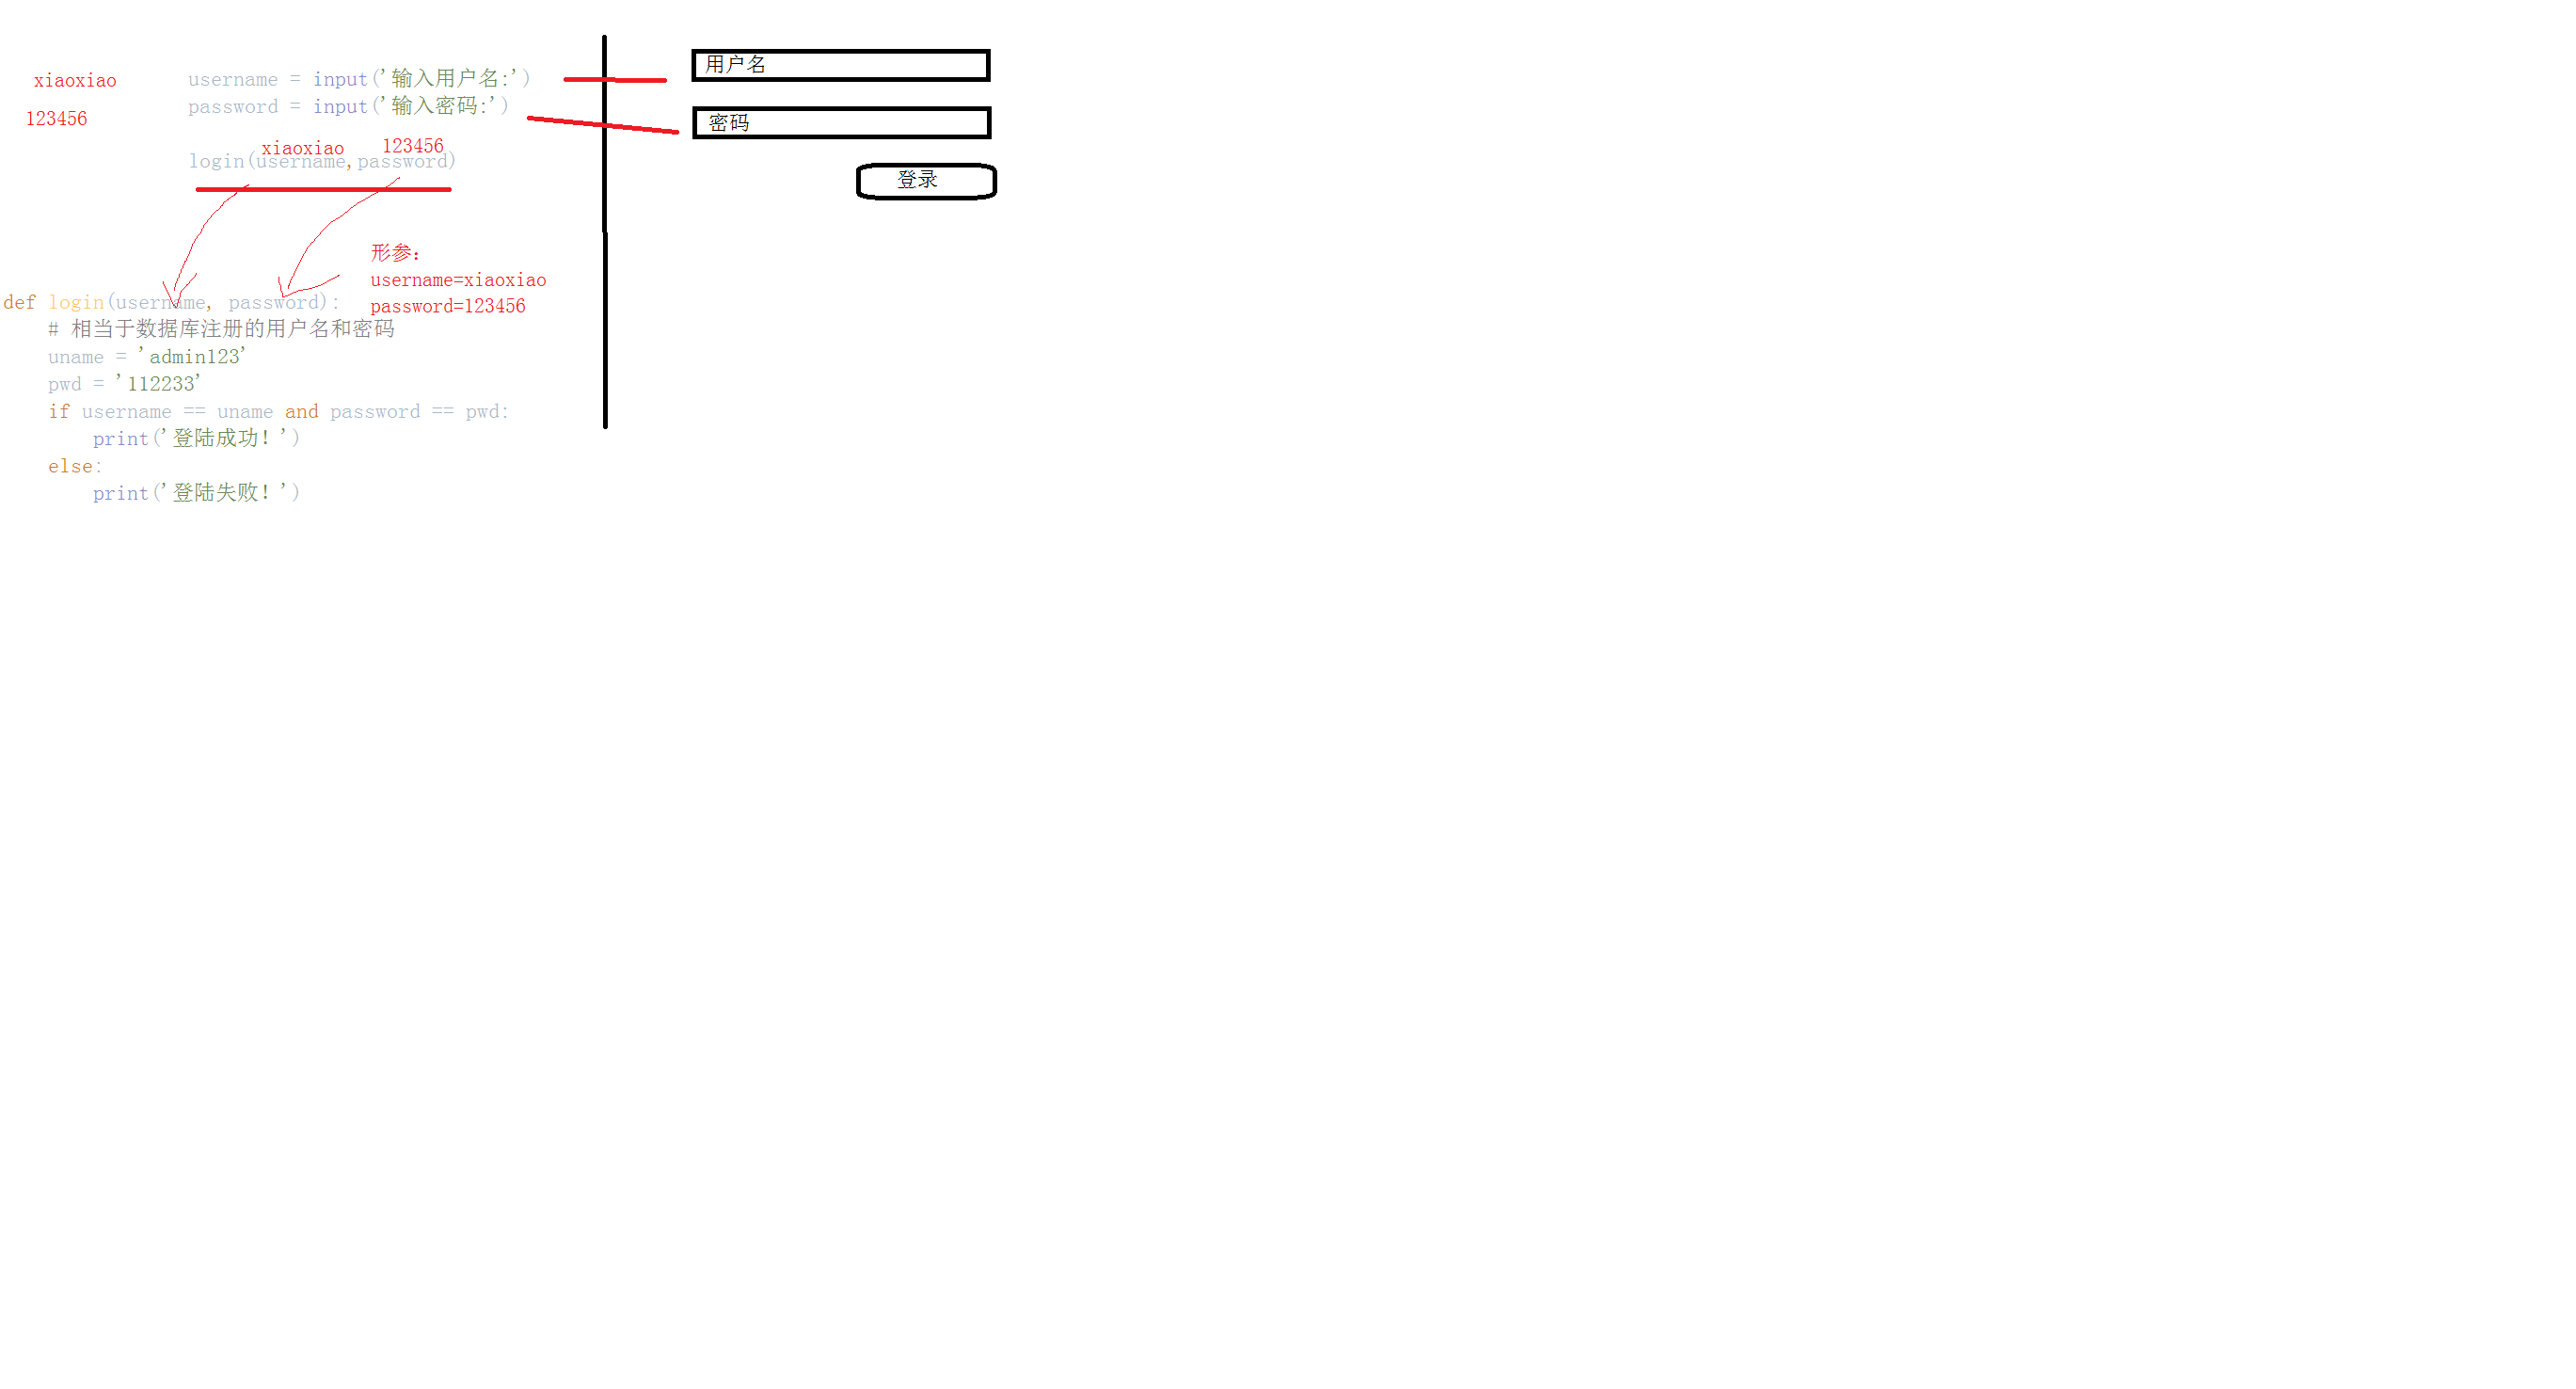 xiaoxiao
123456
username = input('输入用户名:')
password = input('输入密码:')
xiaoxiao 123456
login(username,password)
形参:
username=xiaoxiao
password=123456
def login(username, password):
# 相当于数据库注册的用户名和密码
uname = 'admin123'
pwd = '112233'
if username == uname and password == pwd:
print('登陆成功!')
else:
print('登陆失败!')
用户名
密码
登录